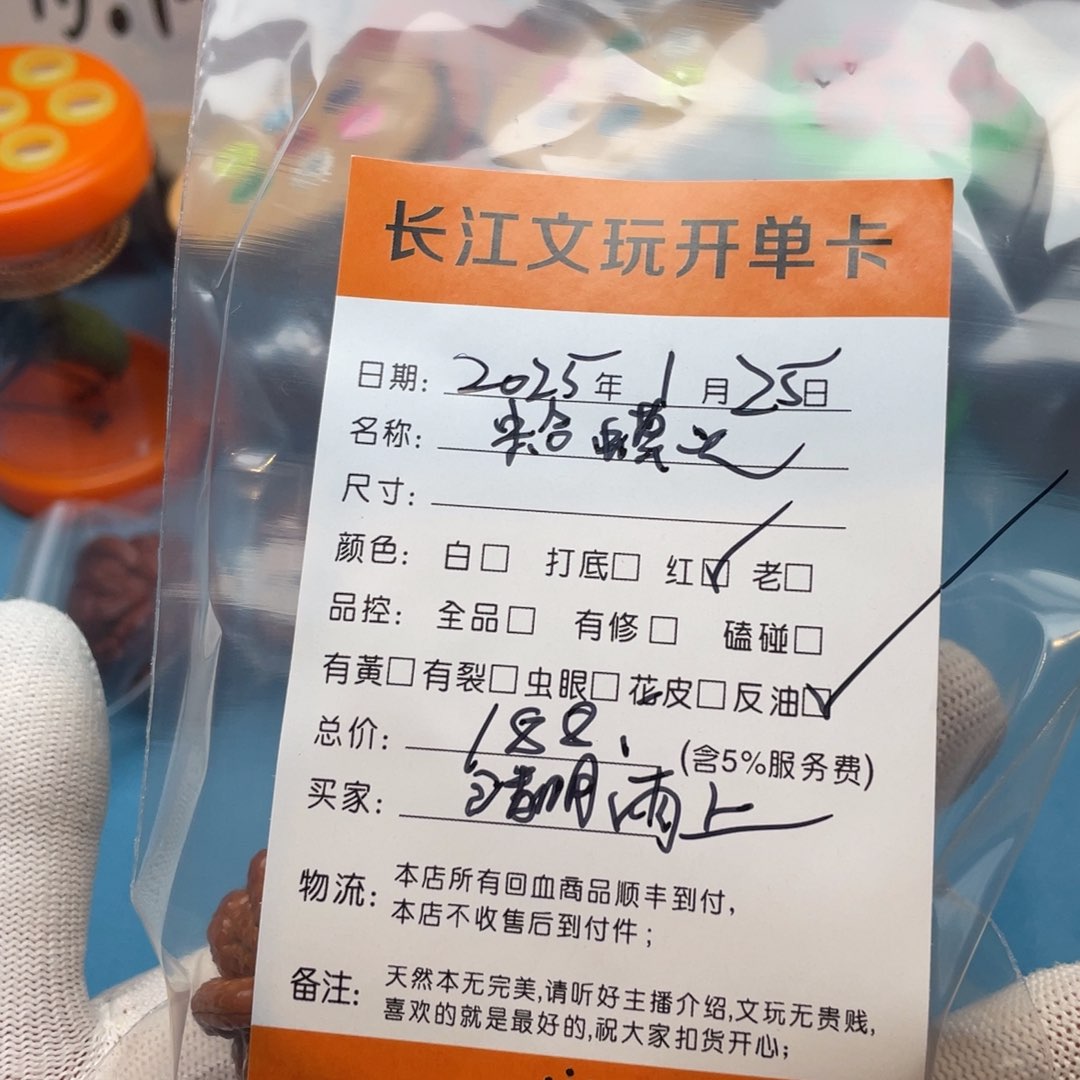 长江文玩开单卡
日期: 2025年 1月25日
名称:
尺寸:
颜色: 白□ 打底□ 红☑ 老□
品控: 全品□ 有修□ 磕碰□
有黄□有裂□虫眼□花皮□反油☑
总价: 188. (含5%服务费)
买家:
物流: 本店所有回血商品顺丰到付,
本店不收售后到付件;
备注: 天然本无完美,请听好主播介绍,文玩无贵贱,
喜欢的就是最好的,祝大家扣货开心;